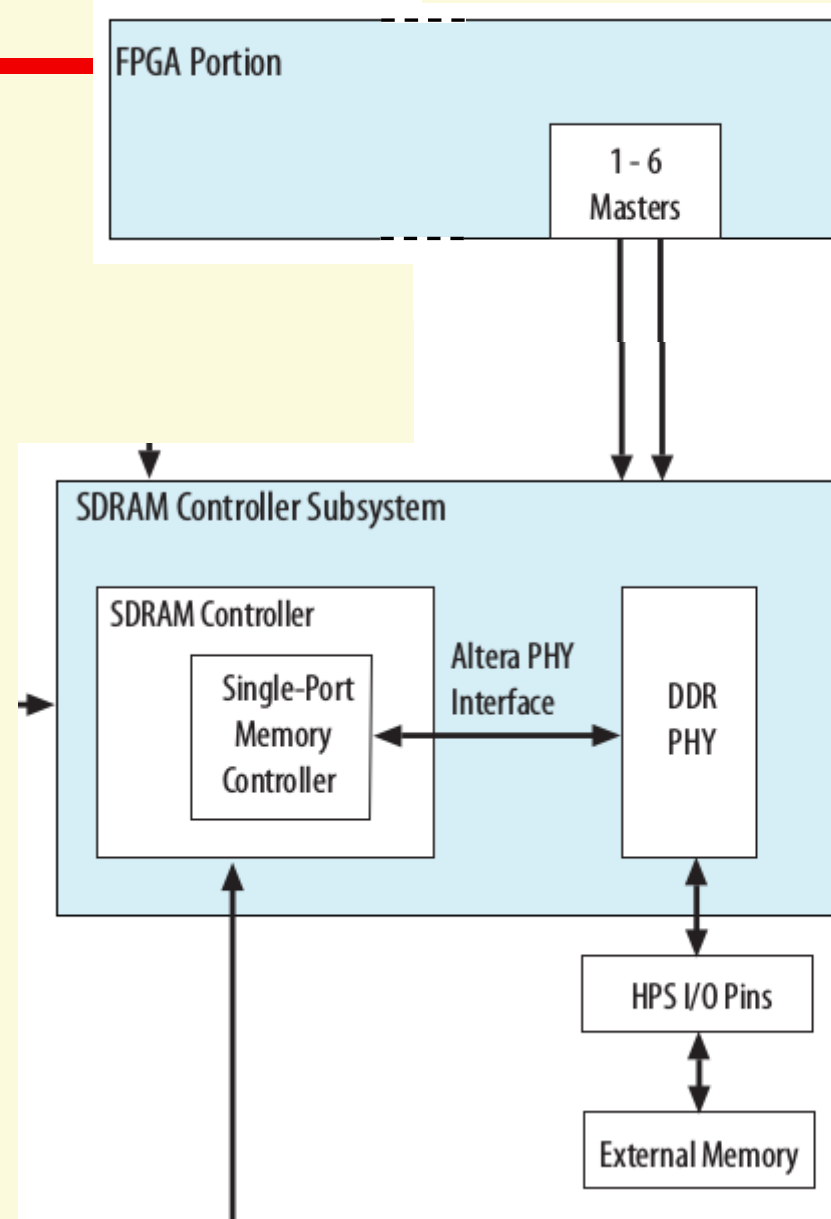 FPGA Portion
1 - 6
Masters
SDRAM Controller Subsystem
SDRAM Controller
Single-Port
Memory
Controller
Altera PHY
Interface
DDR
PHY
HPS I/O Pins
External Memory